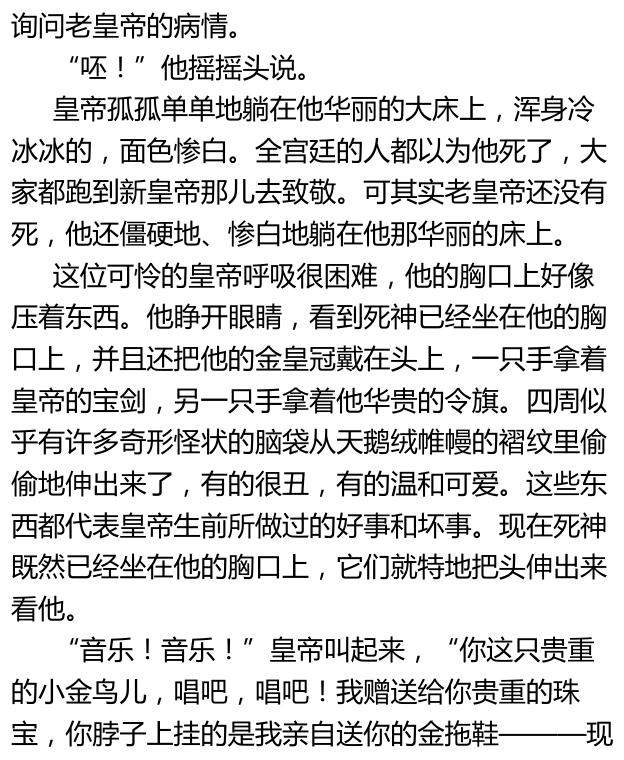 询问老皇帝的病情。
“呸！”他摇摇头说。
皇帝孤孤单单地躺在他华丽的大床上，浑身冷
冰冰的，面色惨白。全宫廷的人都以为他死了，大
家都跑到新皇帝那儿去致敬。可其实老皇帝还没有
死，他还僵硬地、惨白地躺在他那华丽的床上。
这位可怜的皇帝呼吸很困难，他的胸口上好像
压着东西。他睁开眼睛，看到死神已经坐在他的胸
口上，并且还把他的金皇冠戴在头上，一只手拿着
皇帝的宝剑，另一只手拿着他华贵的令旗。四周似
乎有许多奇形怪状的脑袋从天鹅绒帷幔的褶纹里偷
偷地伸出来了，有的很丑，有的温和可爱。这些东
西都代表皇帝生前所做过的好事和坏事。现在死神
既然已经坐在他的胸口上，它们就特地把头伸出来
看他。
“音乐！音乐！”皇帝叫起来，“你这只贵重
的小金鸟儿，唱吧，唱吧！我赠送给你贵重的珠
宝，你脖子上挂的是我亲自送你的金拖鞋———现